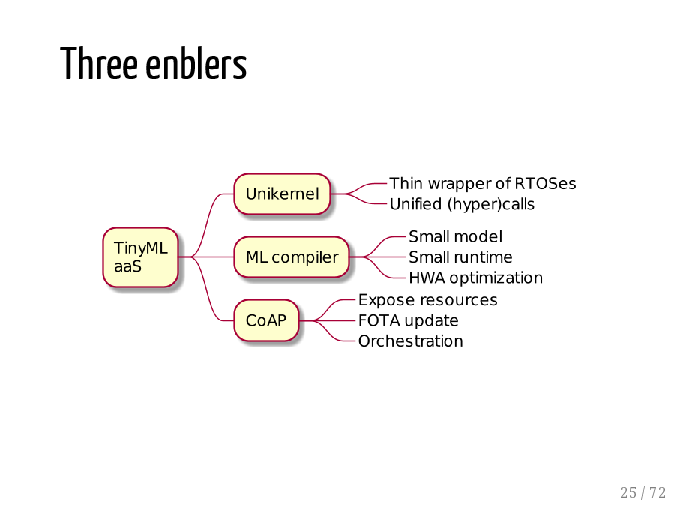 Three enblers
TinyML
aaS
Unikernel
Thin wrapper of RTOSes
Unified (hyper)calls
ML compiler
Small model
Small runtime
HWA optimization
CoAP
Expose resources
FOTA update
Orchestration
25 / 72